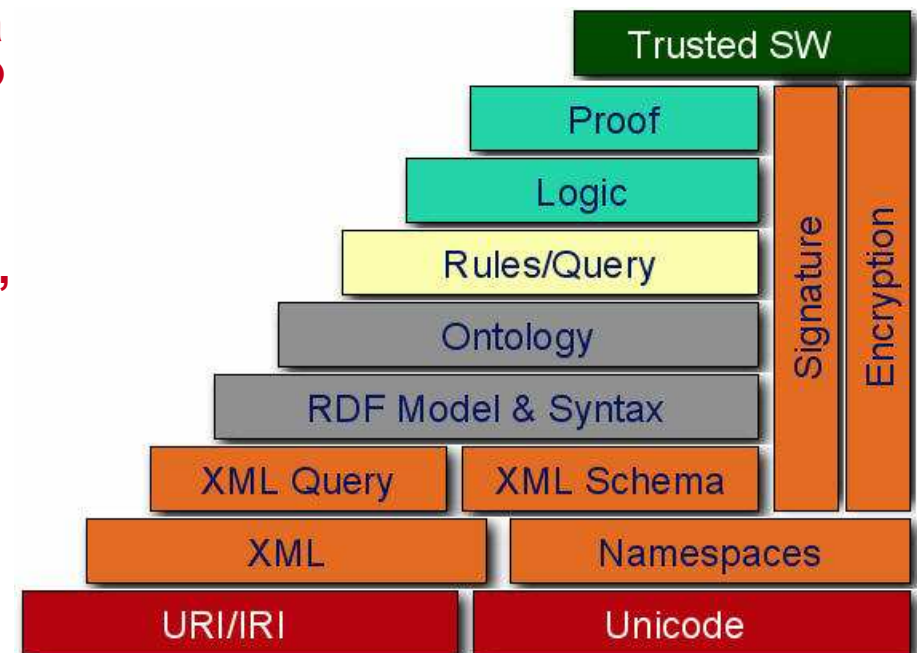 Trusted SW
Proof
Logic
Rules/Query
Ontology
RDF Model & Syntax
XML Query
XML Schema
Signature
Encryption
XML
Namespaces
URI/IRI
Unicode